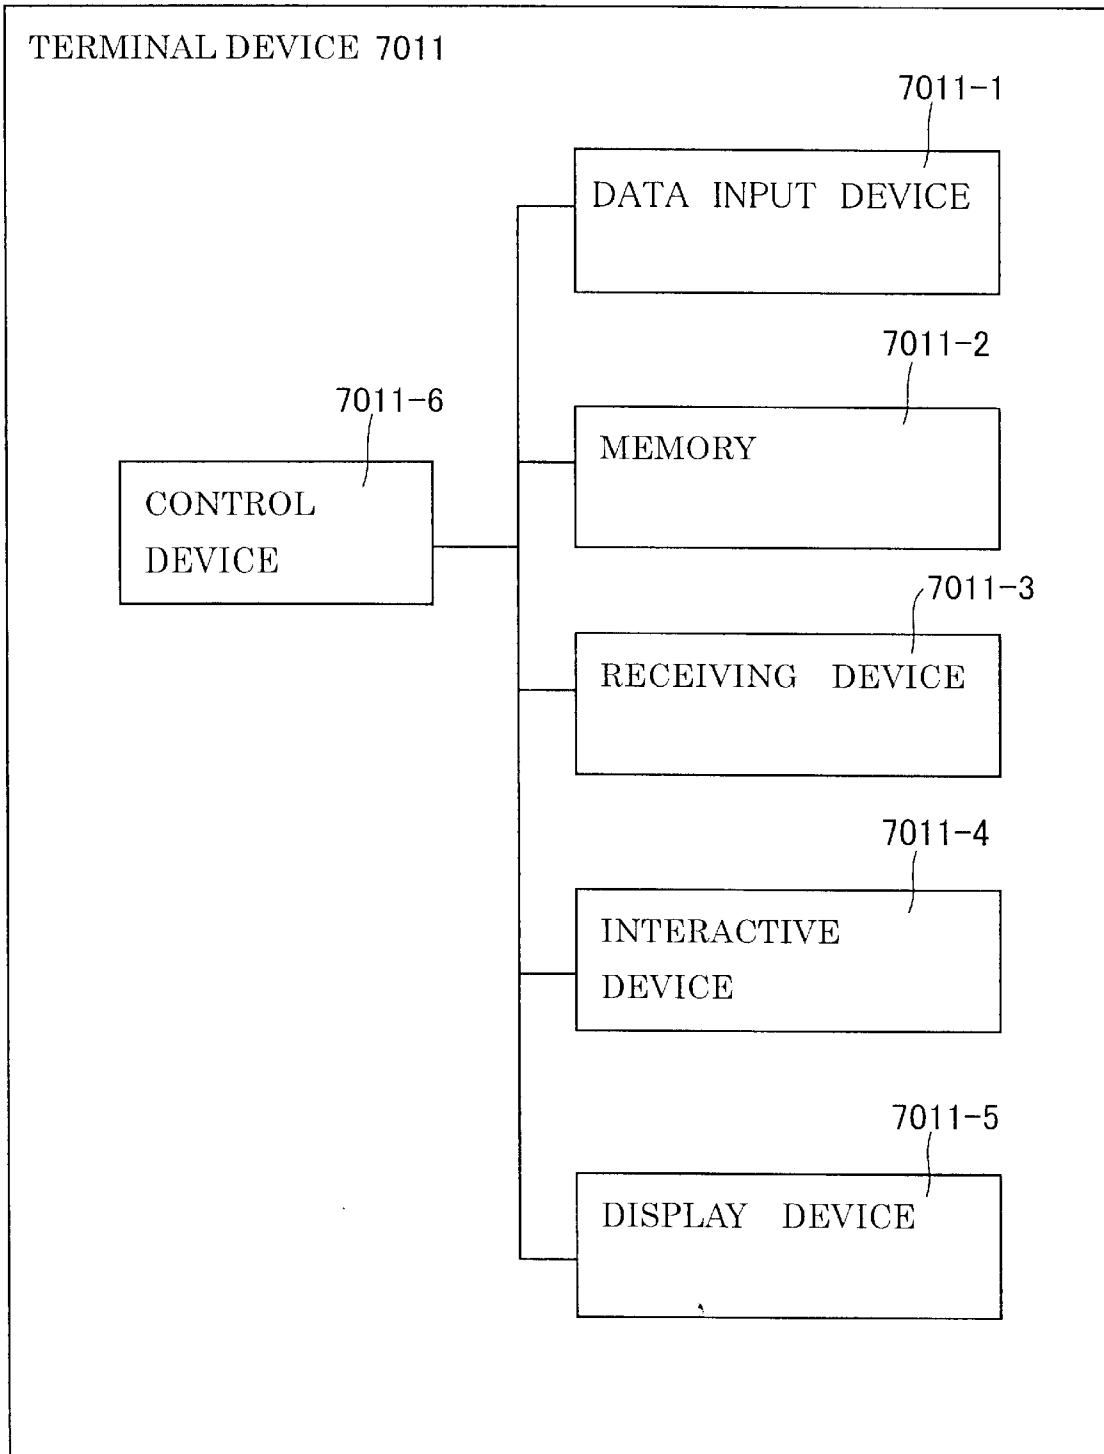 TERMINAL DEVICE 7011
7011-1
DATA INPUT DEVICE
7011-2
MEMORY
7011-6
CONTROL
DEVICE
7011-3
RECEIVING DEVICE
7011-4
INTERACTIVE
DEVICE
7011-5
DISPLAY DEVICE